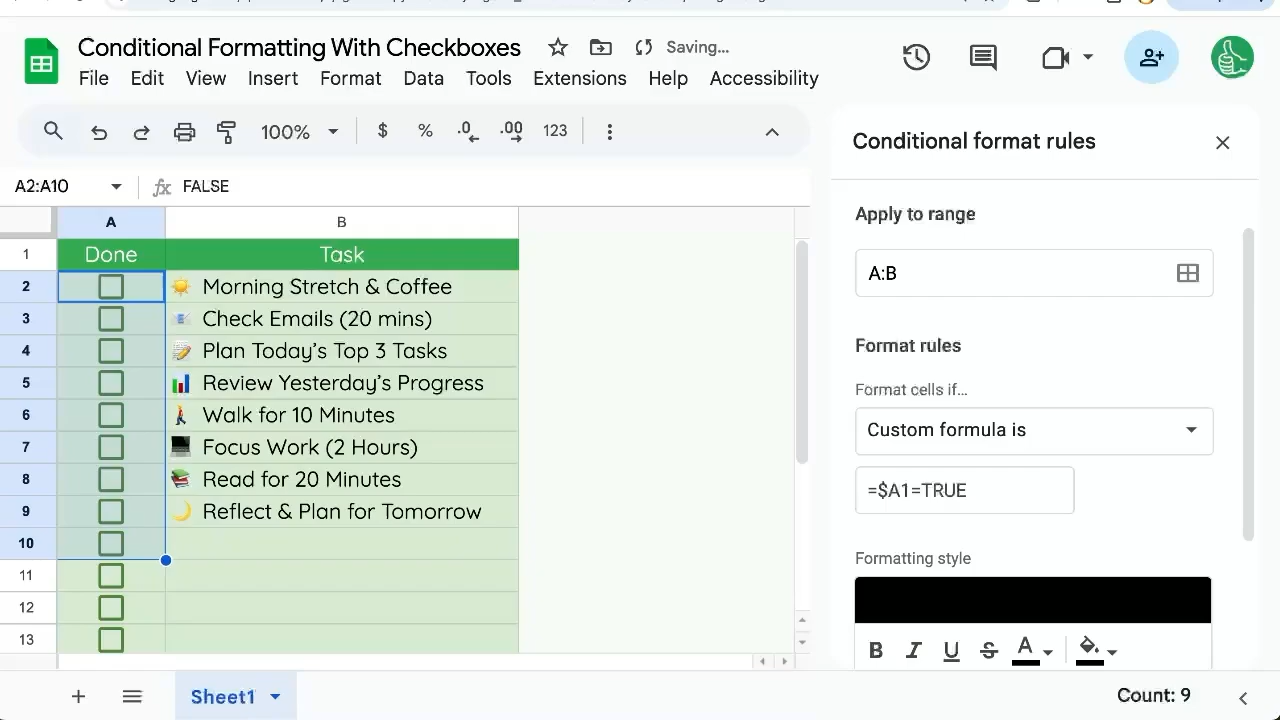 Conditional Formatting With Checkboxes
Saving...
File Edit View Insert Format Data Tools Extensions Help Accessibility
100% $ % .0 .00 123
A2:A10 fx FALSE
A B
1 Done Task
2 Morning Stretch & Coffee
3 Check Emails (20 mins)
4 Plan Today's Top 3 Tasks
5 Review Yesterday's Progress
6 Walk for 10 Minutes
7 Focus Work (2 Hours)
8 Read for 20 Minutes
9 Reflect & Plan for Tomorrow
10
11
12
13
Conditional format rules
Apply to range
A:B
Format rules
Format cells if...
Custom formula is
=$A1=TRUE
Formatting style
B I U S A
Sheet1
Count: 9